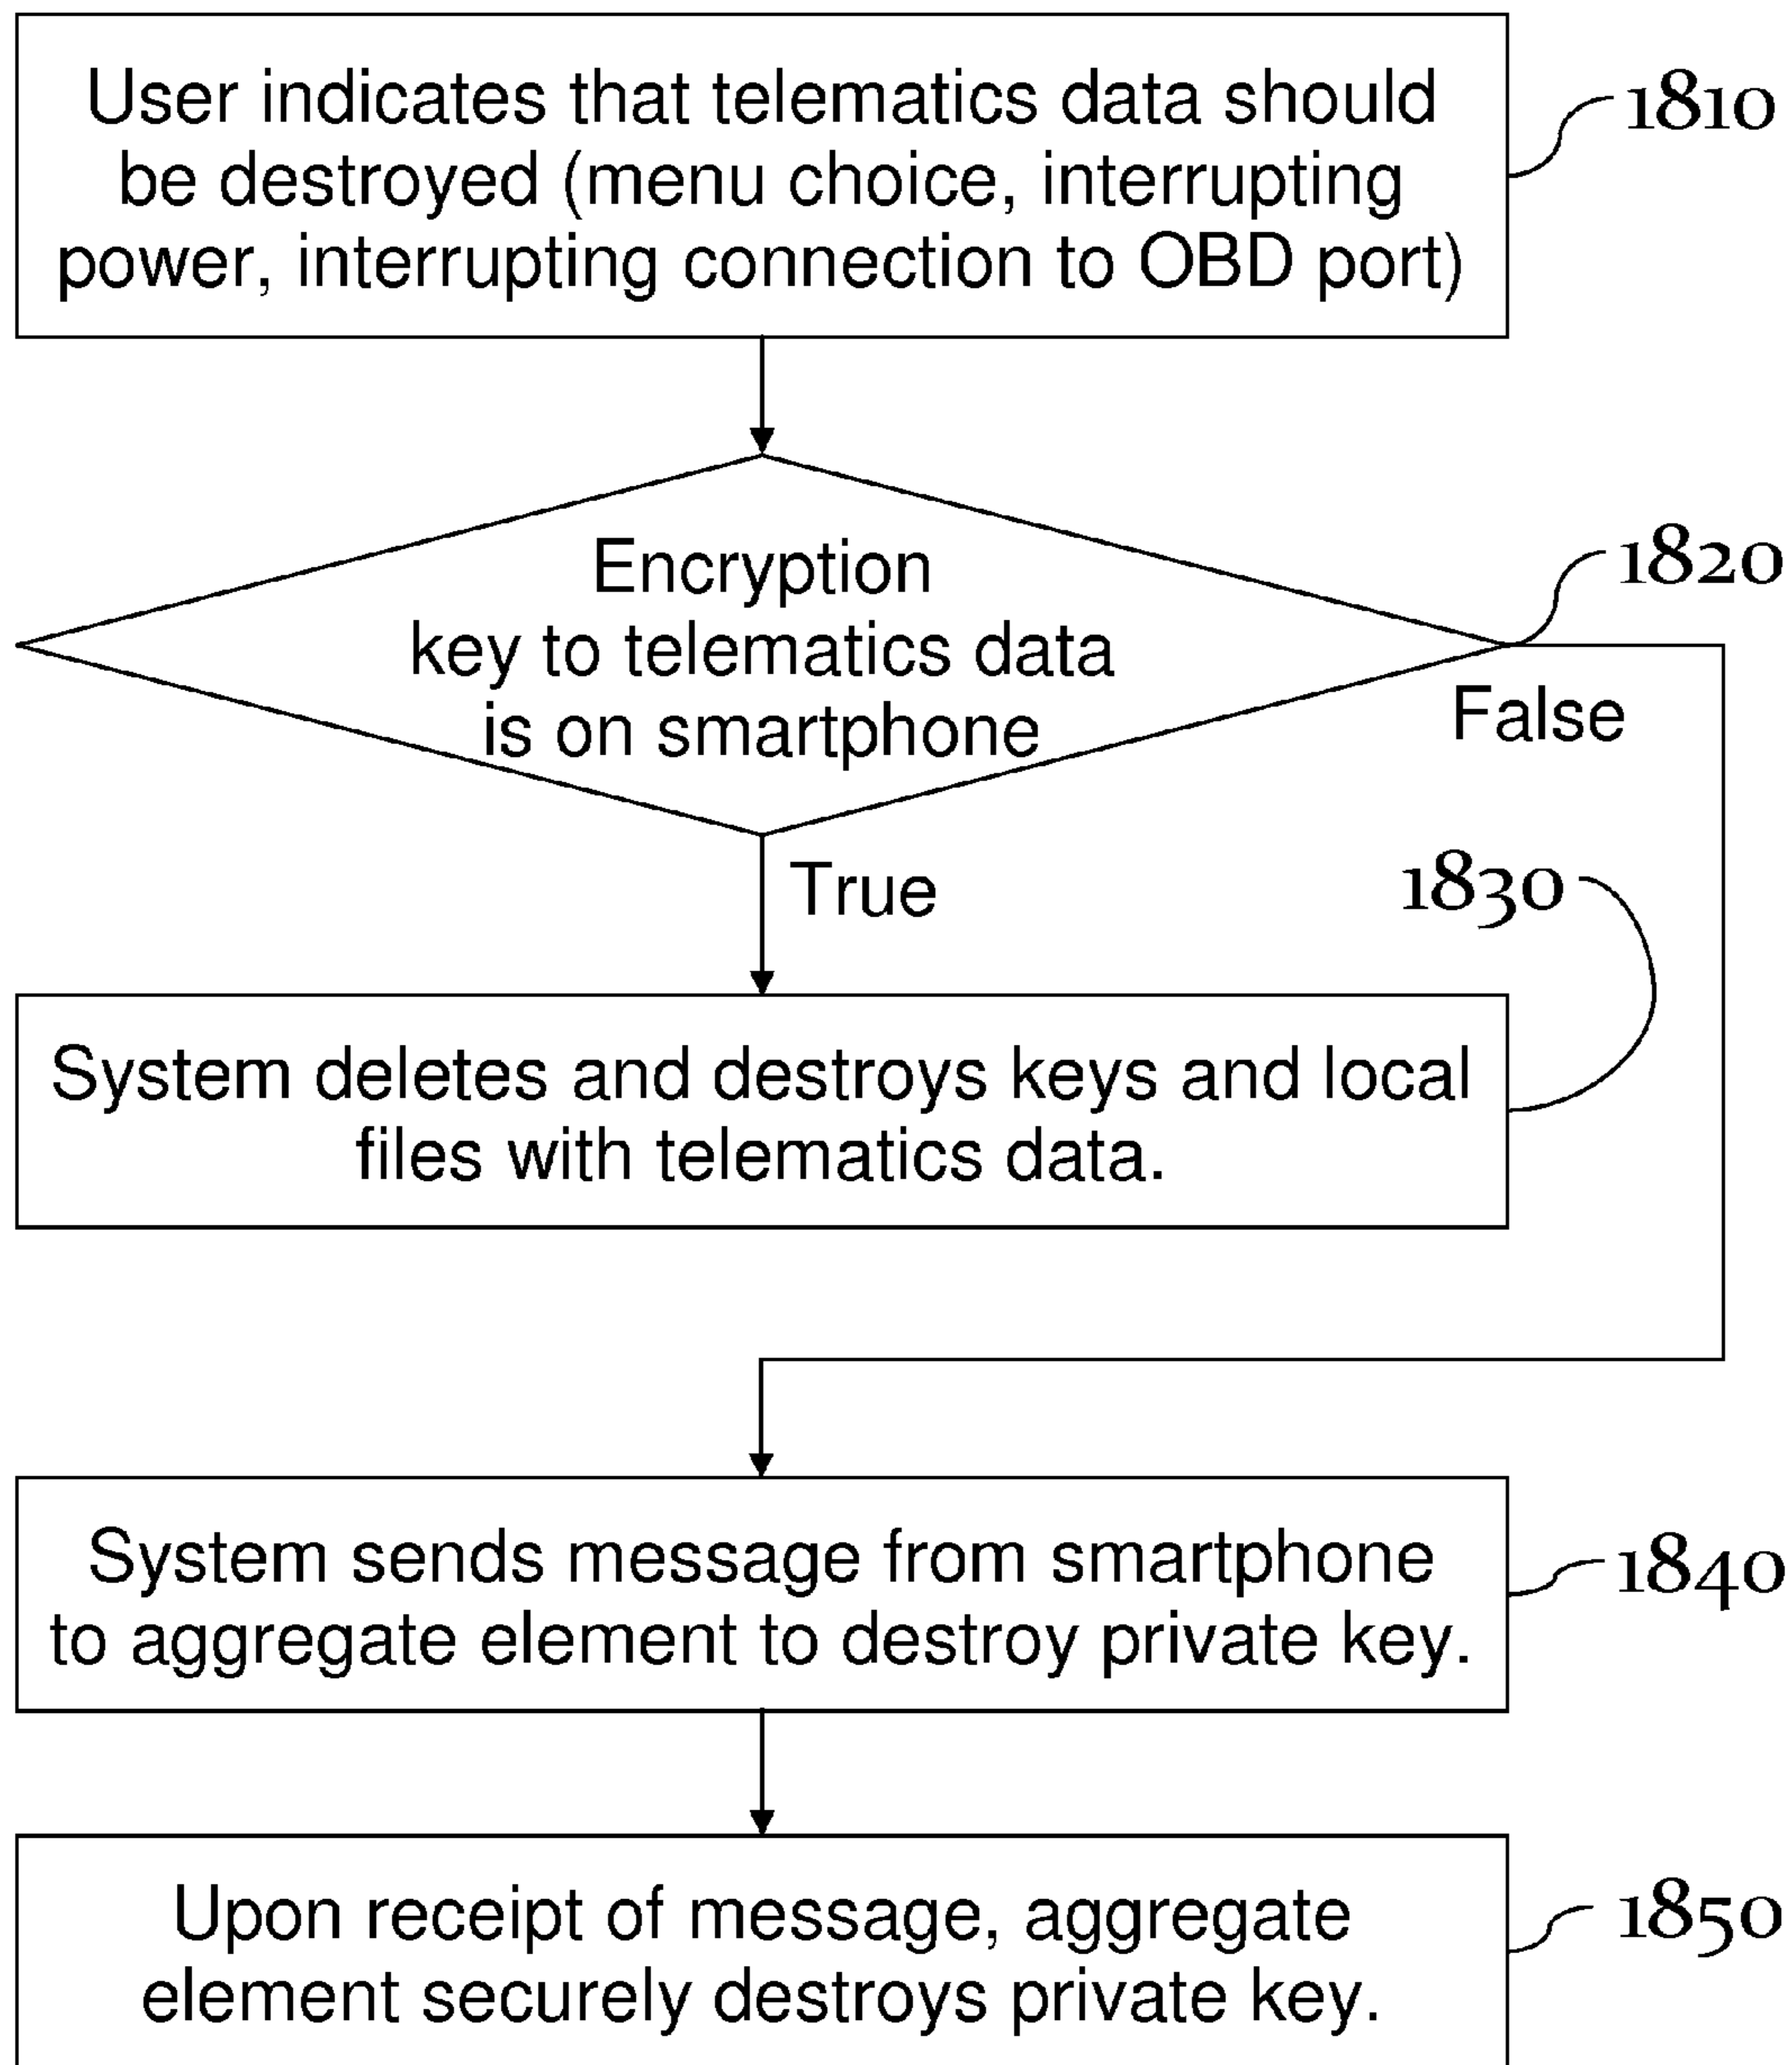 User indicates that telematics data should
be destroyed (menu choice, interrupting
power, interrupting connection to OBD port)
1810
Encryption
key to telematics data
is on smartphone
1820
False
True
1830
System deletes and destroys keys and local
files with telematics data.
System sends message from smartphone
to aggregate element to destroy private key.
1840
Upon receipt of message, aggregate
element securely destroys private key.
1850